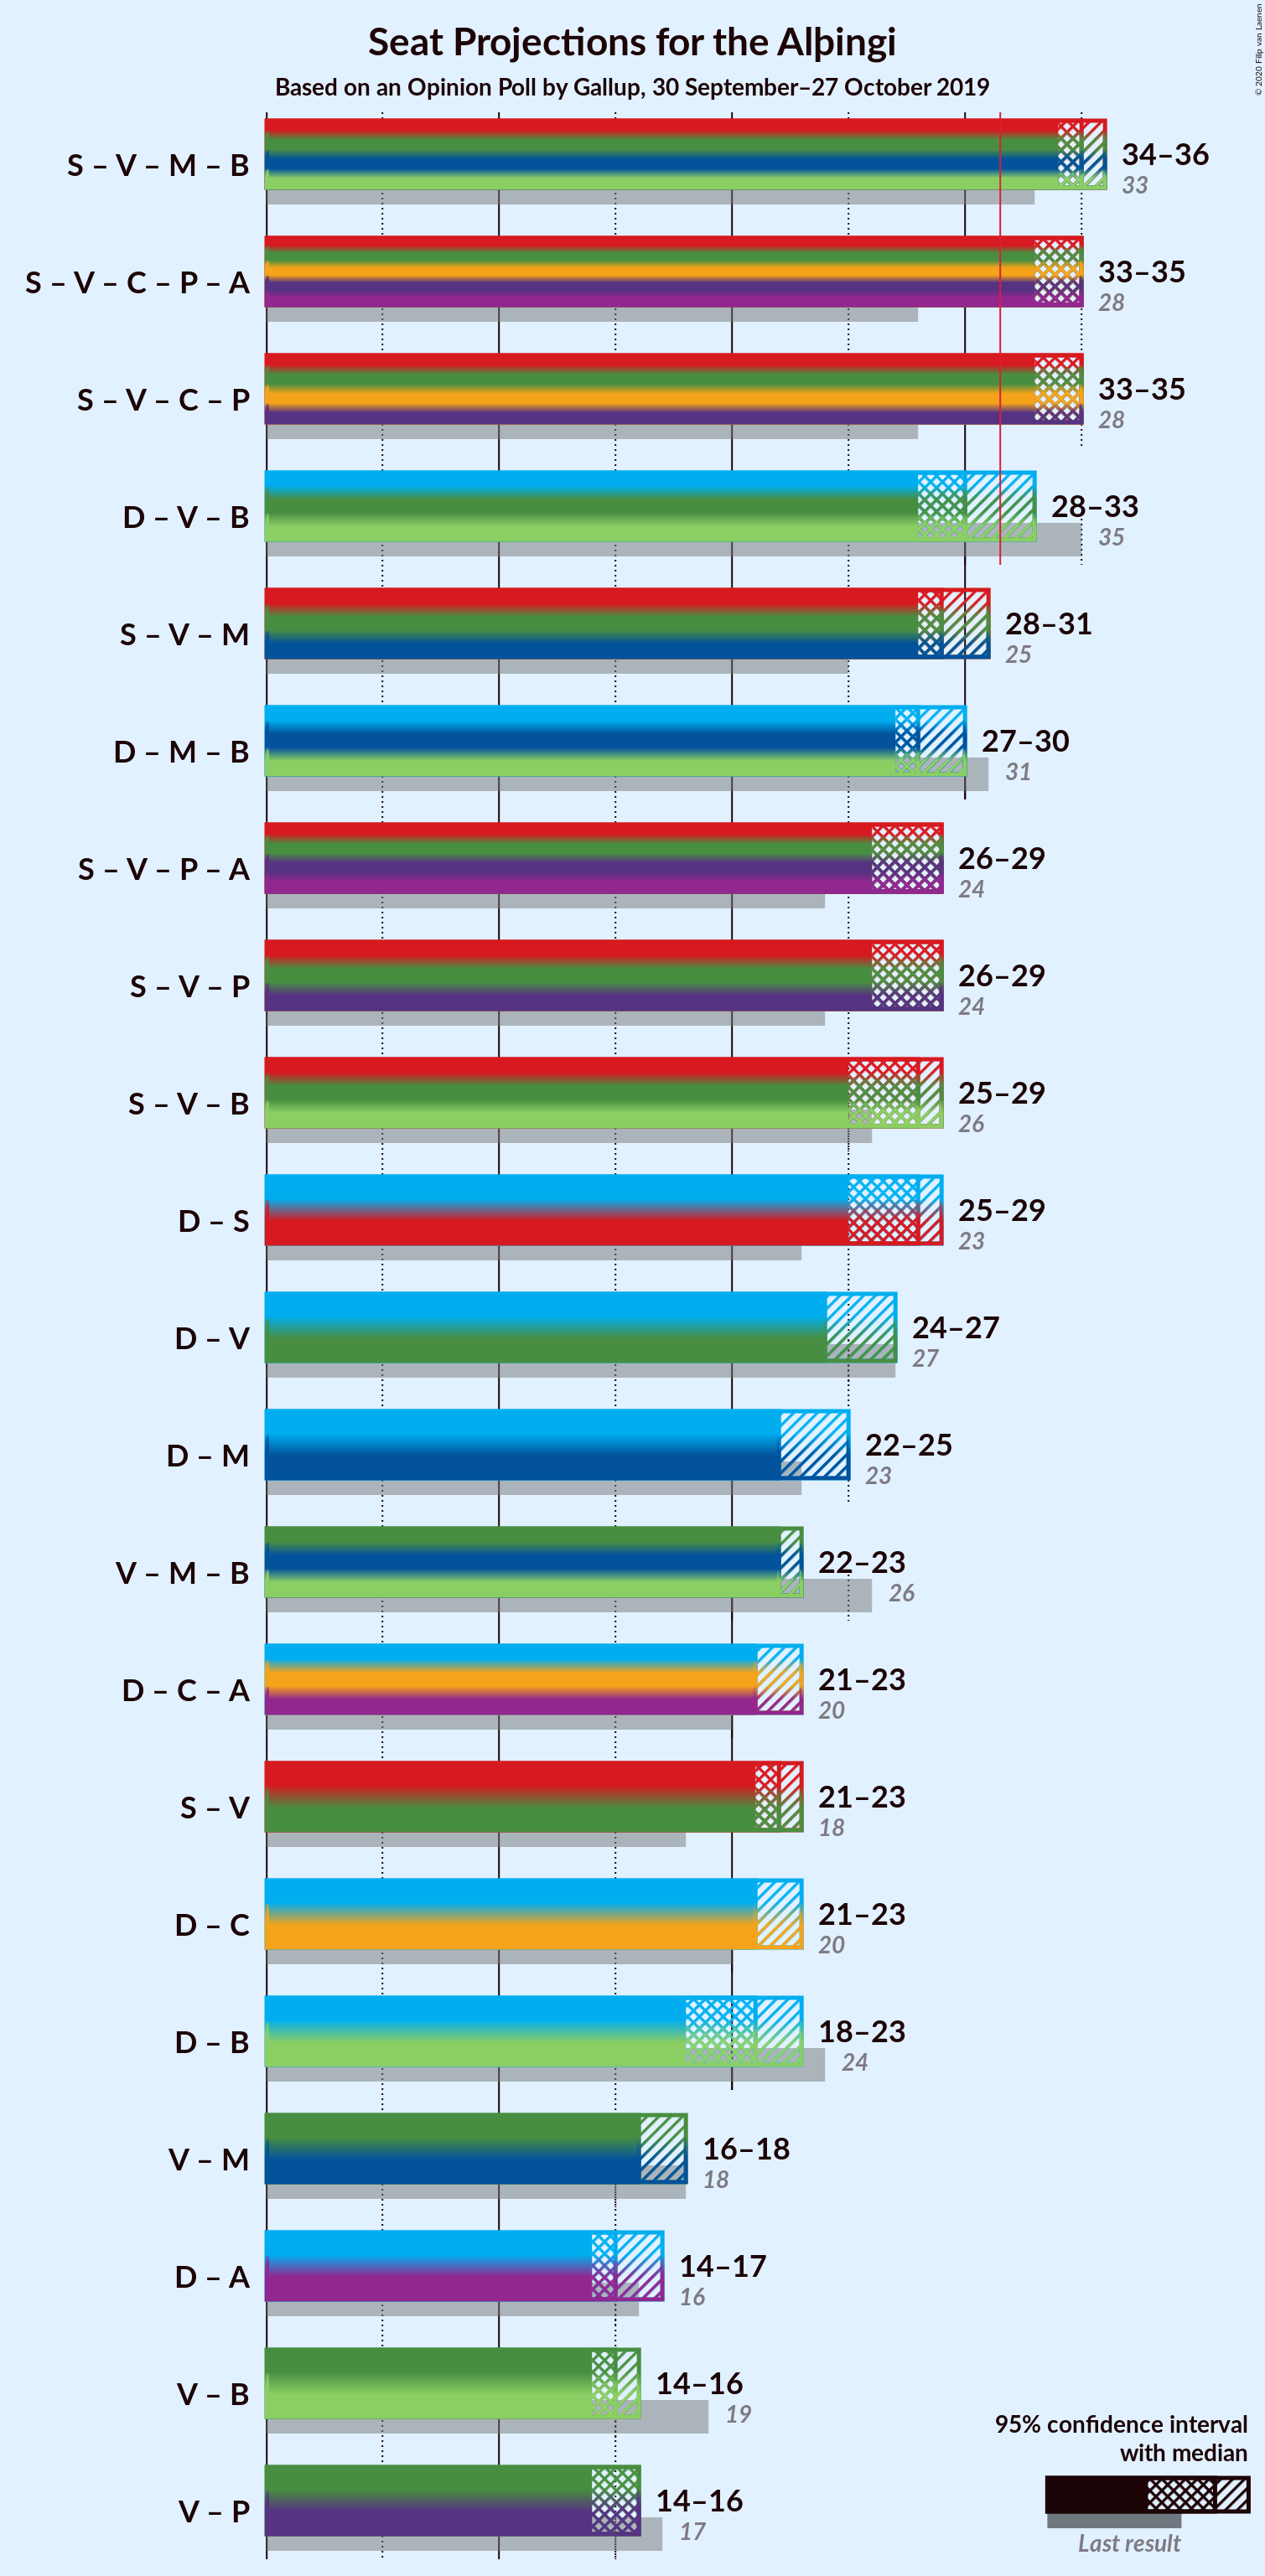 © 2020 Filip van Laenen
Seat Projections for the Alþingi
Based on an Opinion Poll by Gallup, 30 September–27 October 2019
S – V – M – B
34–36
33
S – V – C – P – A
33–35
28
S – V – C – P
33–35
28
D – V – B
28–33
35
S – V – M
28–31
25
D – M – B
27–30
31
S – V – P – A
26–29
24
S – V – P
26–29
24
S – V – B
25–29
26
D – S
25–29
23
D – V
24–27
27
D – M
22–25
23
V – M – B
22–23
26
D – C – A
21–23
20
S – V
21–23
18
D – C
21–23
20
D – B
18–23
24
V – M
16–18
18
D – A
14–17
16
V – B
14–16
19
V – P
14–16
17
95% confidence interval
with median
Last result